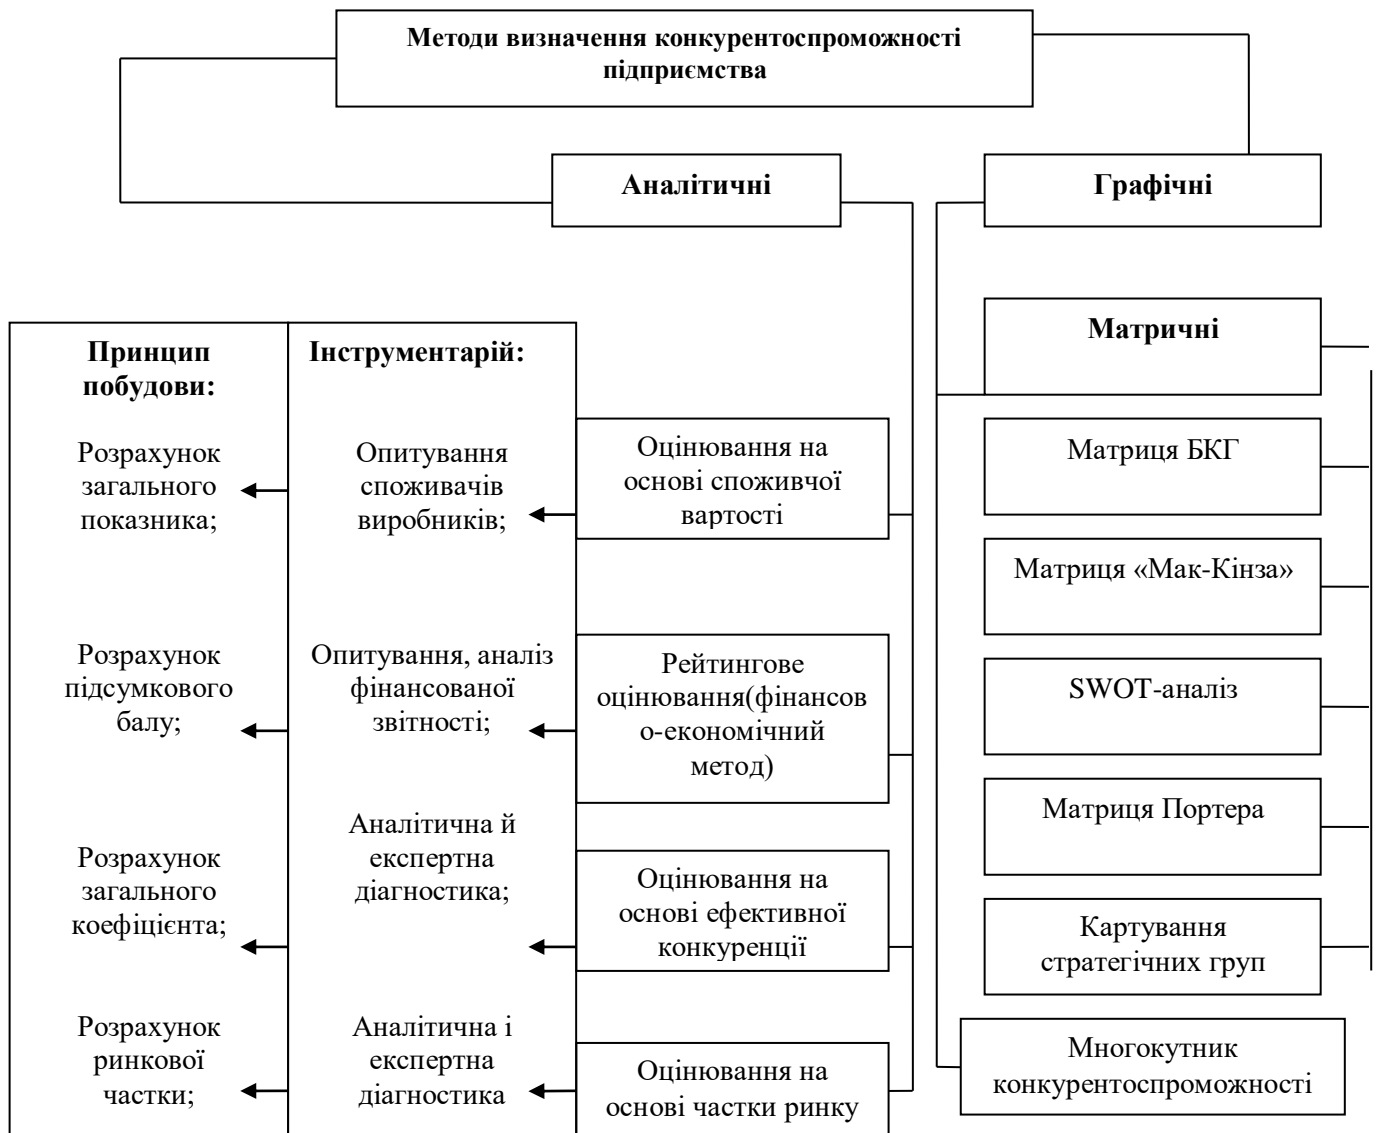 Методи визначення конкурентоспроможності
підприємства
Аналітичні
Графічні
Принцип
побудови:
Розрахунок
загального
показника;
Розрахунок
підсумкового
балу;
Розрахунок
загального
коефіцієнта;
Розрахунок
ринкової
частки;
Інструментарій:
Опитування
споживачів
виробників;
Опитування, аналіз
фінансованої
звітності;
Аналітична й
експертна
діагностика;
Аналітична і
експертна
діагностика
Оцінювання на
основі споживчої
вартості
Рейтингове
оцінювання(фінансов
о-економічний
метод)
Оцінювання на
основі ефективної
конкуренції
Оцінювання на
основі частки ринку
Матричні
Матриця БКГ
Матриця «Мак-Кінза»
SWOT-аналіз
Матриця Портера
Картування
стратегічних груп
Многокутник
конкурентоспроможності